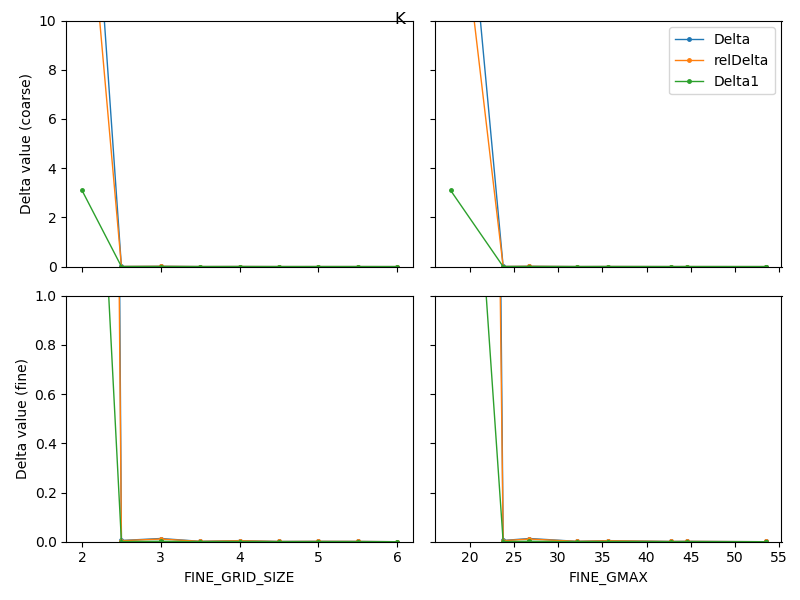 K
10
8
6
4
2
0
Delta value (coarse)
Delta
relDelta
Delta1
1.0
0.8
0.6
0.4
0.2
0.0
Delta value (fine)
2 3 4 5 6
FINE_GRID_SIZE
20 25 30 35 40 45 50 55
FINE_GMAX